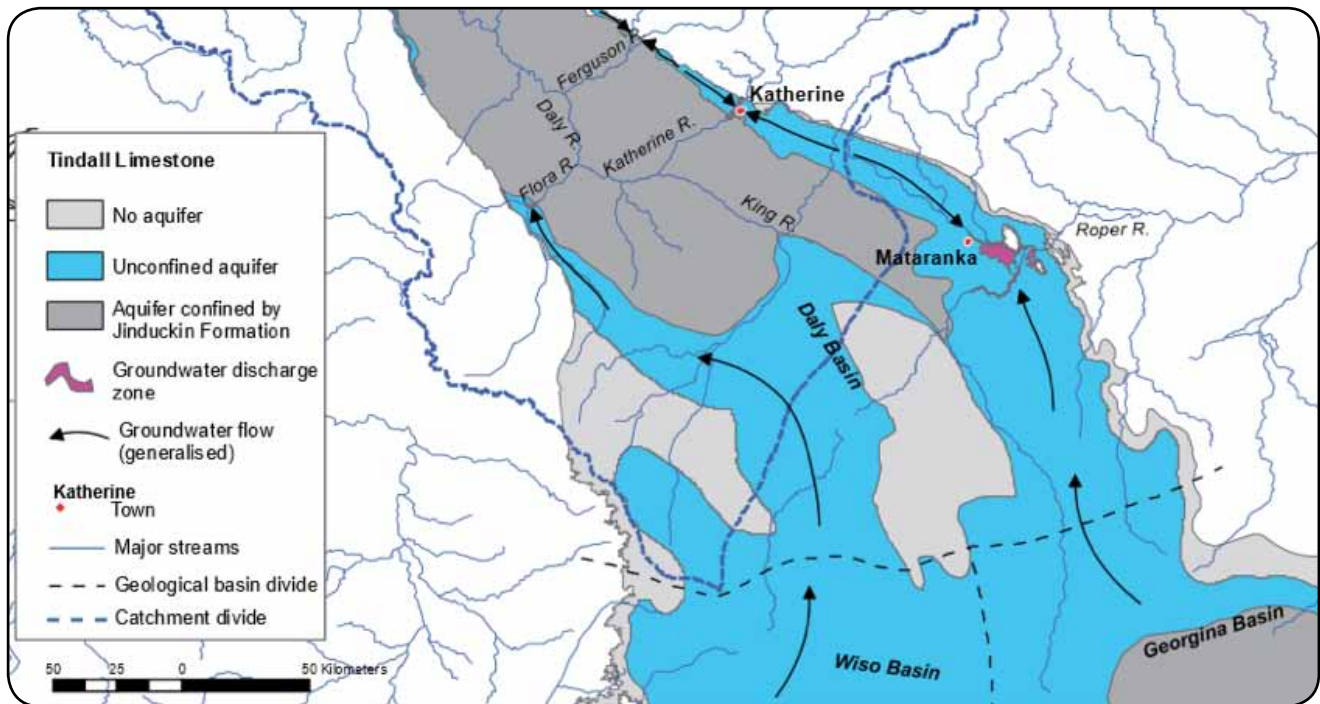 Ferguson R.
Katherine
Daly R.
Katherine R.
Flora R.
King R.
Roper R.
Mataranka
Daly Basin
Georgina Basin
Wiso Basin
Tindall Limestone
No aquifer
Unconfined aquifer
Aquifer confined by
Jinduckin Formation
Groundwater discharge
zone
Groundwater flow
(generalised)
Katherine
Town
Major streams
Geological basin divide
Catchment divide
50 25 0 50 Kilometers